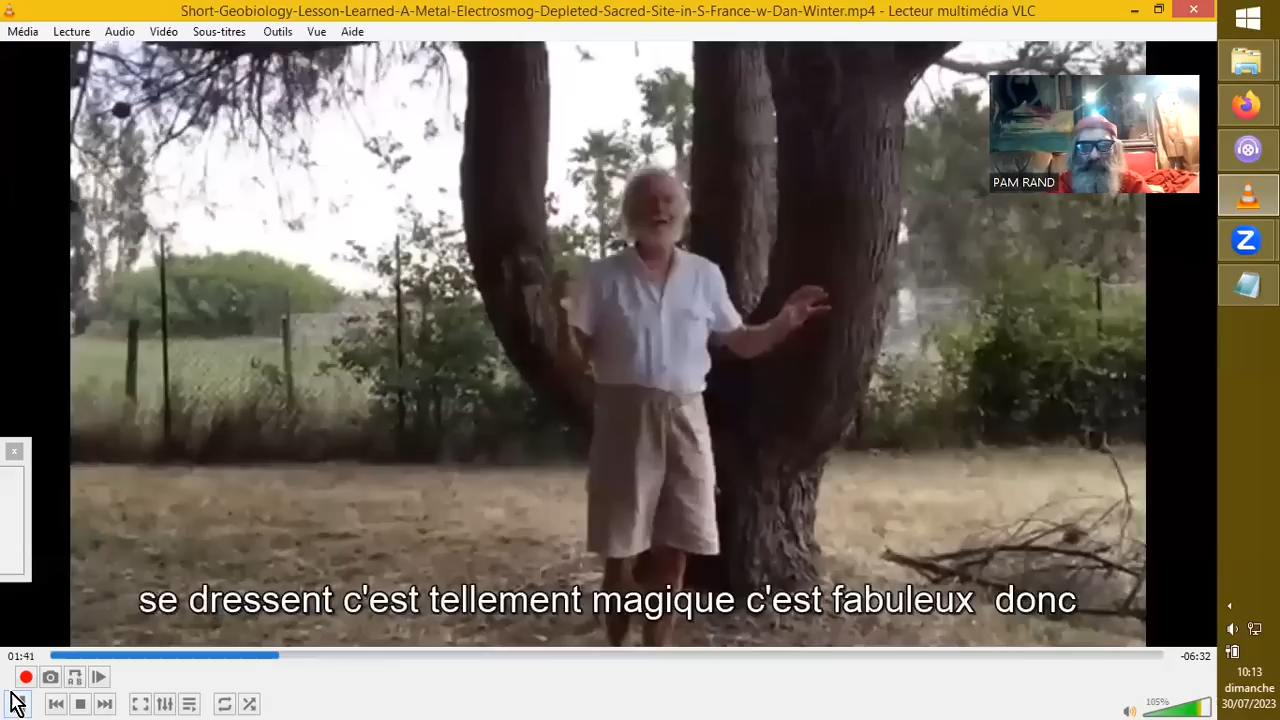 Short-Geobiology-Lesson-Learned-A-Metal-Electrosmog-Depleted-Sacred-Site-in-S-France-w-Dan-Winter.mp4 - Lecteur multimédia VLC
Média Lecture Audio Vidéo Sous-titres Outils Vue Aide
PAM RAND
se dressent c'est tellement magique c'est fabuleux donc
01:41
-06:32
A B
105%
Z
10:13
dimanche
30/07/2023